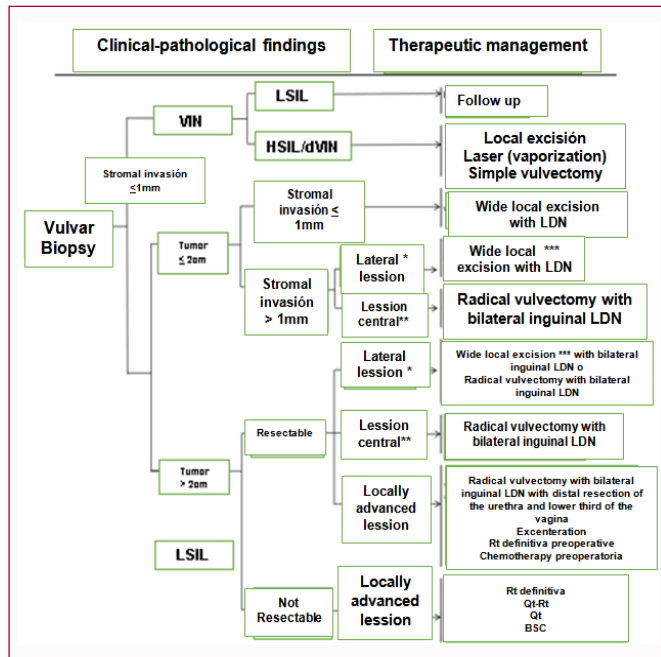 Clinical-pathological findings
Therapeutic management
LSIL
Follow up
VIN
HSIL/dVIN
Local excisión
Laser (vaporization)
Simple vulvectomy
Stromal invasión
≤1mm
Vulvar
Biopsy
Stromal
invasión ≤
1mm
Wide local excision
with LDN
Tumor
≤ 2am
Stromal
invasión
> 1mm
Lateral *
lession
Wide local ***
excision with LDN
Lession
central**
Radical vulvectomy with
bilateral inguinal LDN
Lateral
lession *
Wide local excision *** with bilateral
inguinal LDN o
Radical vulvectomy with bilateral
inguinal LDN
Resectable
Lession
central**
Radical vulvectomy with
bilateral inguinal LDN
Tumor
> 2am
Locally
advanced
lession
Radical vulvectomy with bilateral
inguinal LDN with distal resection of
the urethra and lower third of the
vagina
Excenteration
Rt definitiva preoperative
Chemotherapy preoperatoria
LSIL
Not
Resectable
Locally
advanced
lession
Rt definitiva
Qt-Rt
Qt
BSC